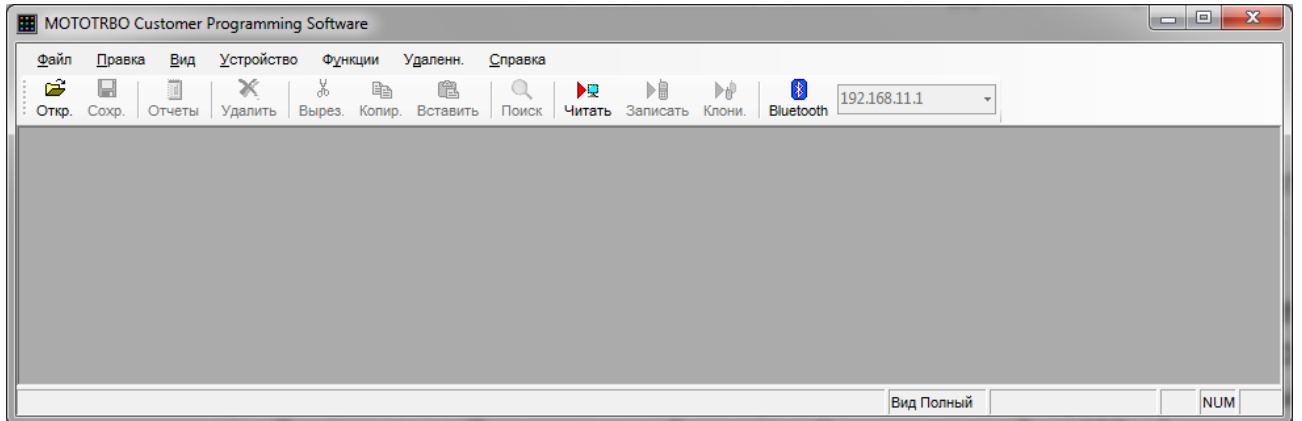 MOTOTRBO Customer Programming Software
Файл Правка Вид Устройство Функции Удаленн. Справка
Откр. Сохр. Отчеты Удалить Вырез. Копир. Вставить Поиск Читать Записать Клони. Bluetooth 192.168.11.1
Вид Полный NUM